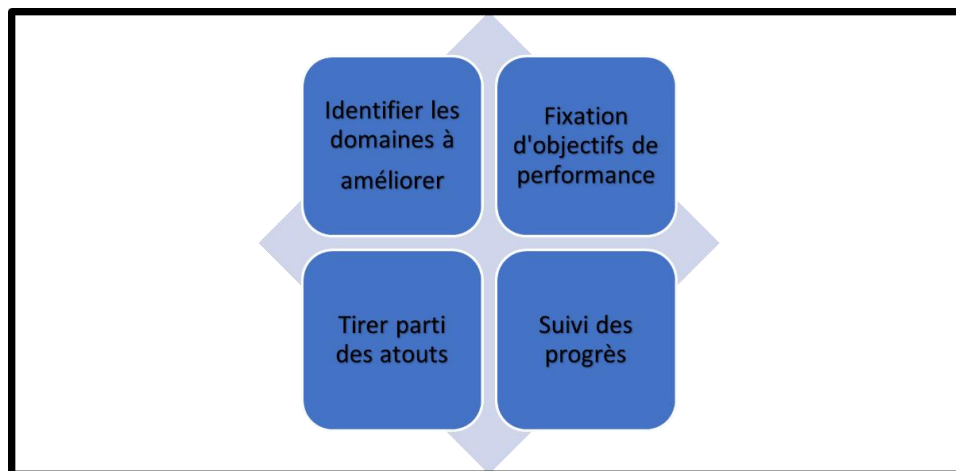 Identifier les
domaines à
améliorer
Fixation
d'objectifs de
performance
Tirer parti
des atouts
Suivi des
progrès